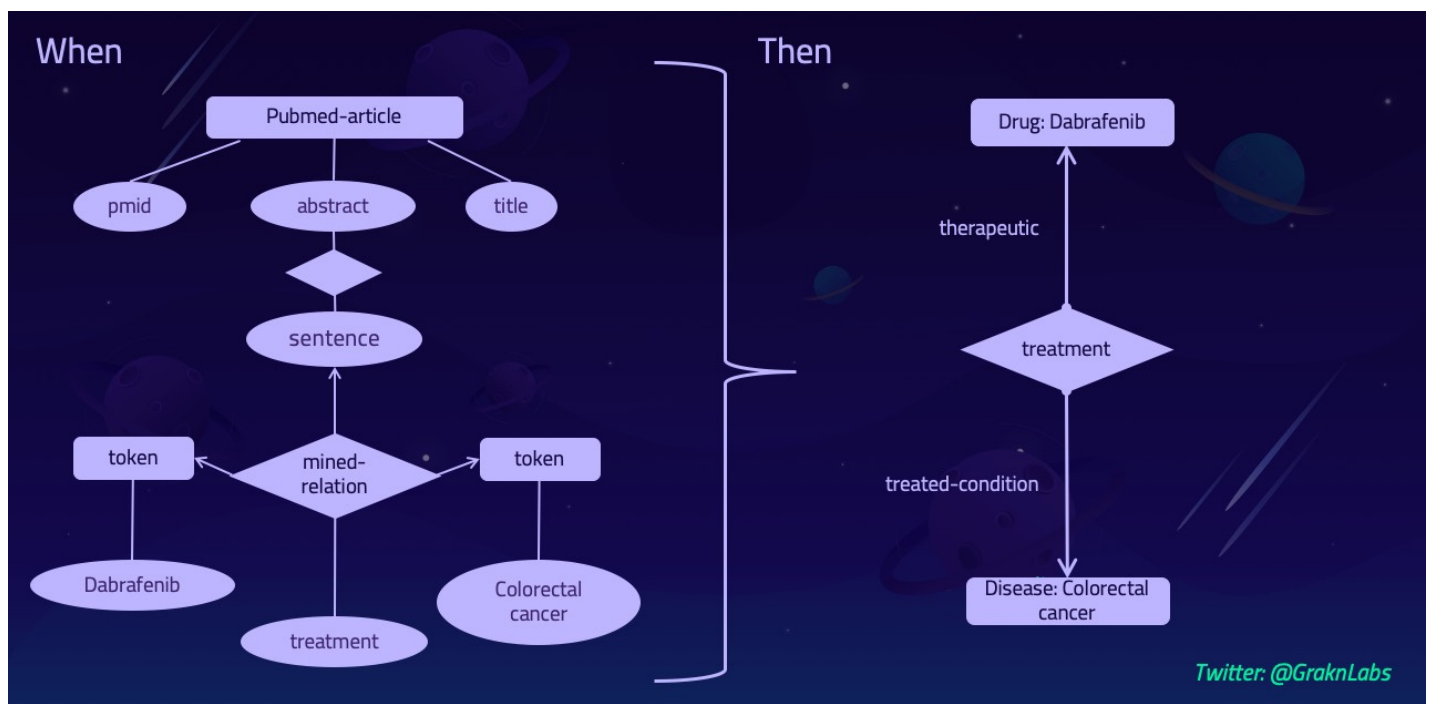 When
Then
Pubmed-article
pmid
abstract
title
sentence
token
mined-
relation
token
Dabrafenib
Colorectal
cancer
treatment
Drug: Dabrafenib
therapeutic
treatment
treated-condition
Disease: Colorectal
cancer
Twitter: @GraknLabs